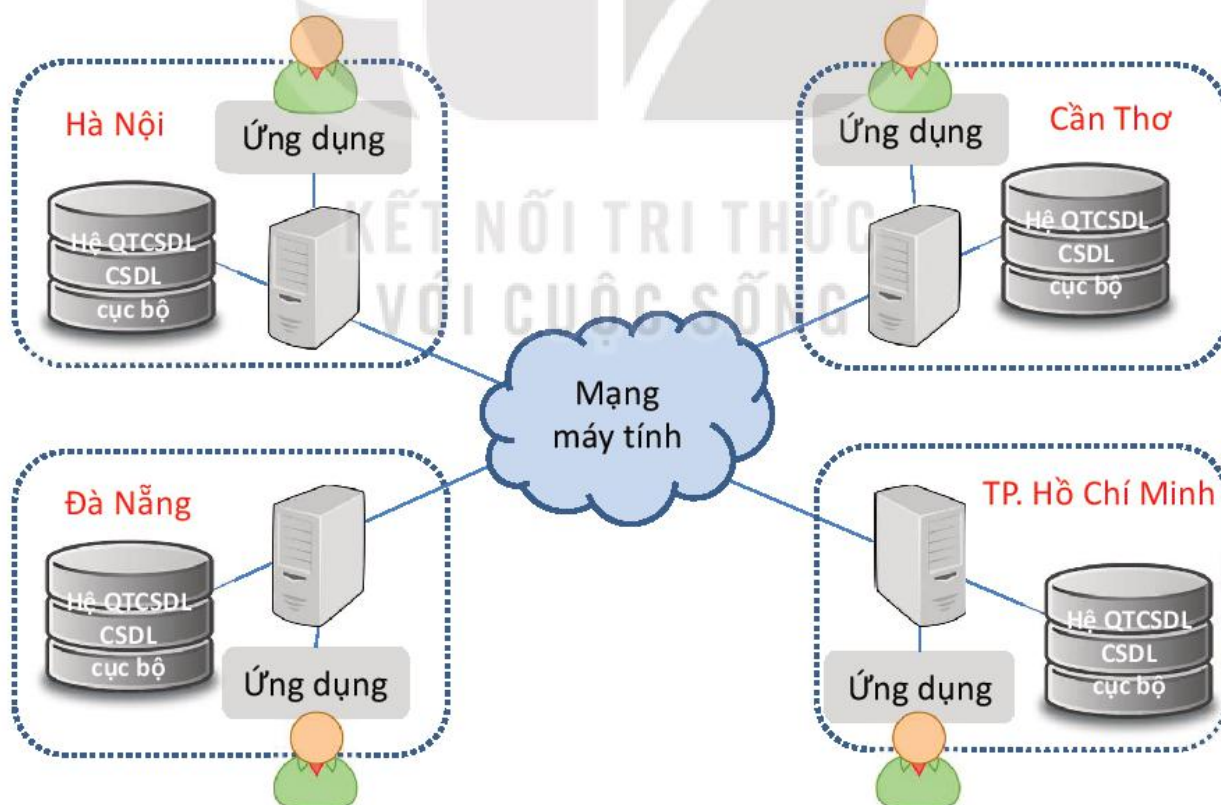 Hà Nội
Ứng dụng
Hệ QTCSDL
CSDL
cục bộ
Ứng dụng
Cần Thơ
Hệ QTCSDL
CSDL
cục bộ
KẾT NỐI TRI THỨC
VỚI CUỘC SỐNG
Mạng
máy tính
Đà Nẵng
Hệ QTCSDL
CSDL
cục bộ
Ứng dụng
TP. Hồ Chí Minh
Hệ QTCSDL
CSDL
cục bộ
Ứng dụng